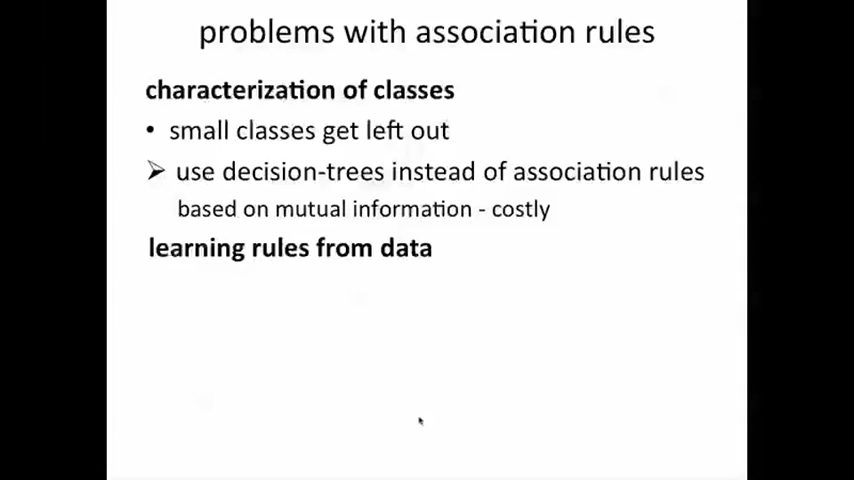 problems with association rules
characterization of classes
• small classes get left out
➢ use decision-trees instead of association rules
based on mutual information - costly
learning rules from data